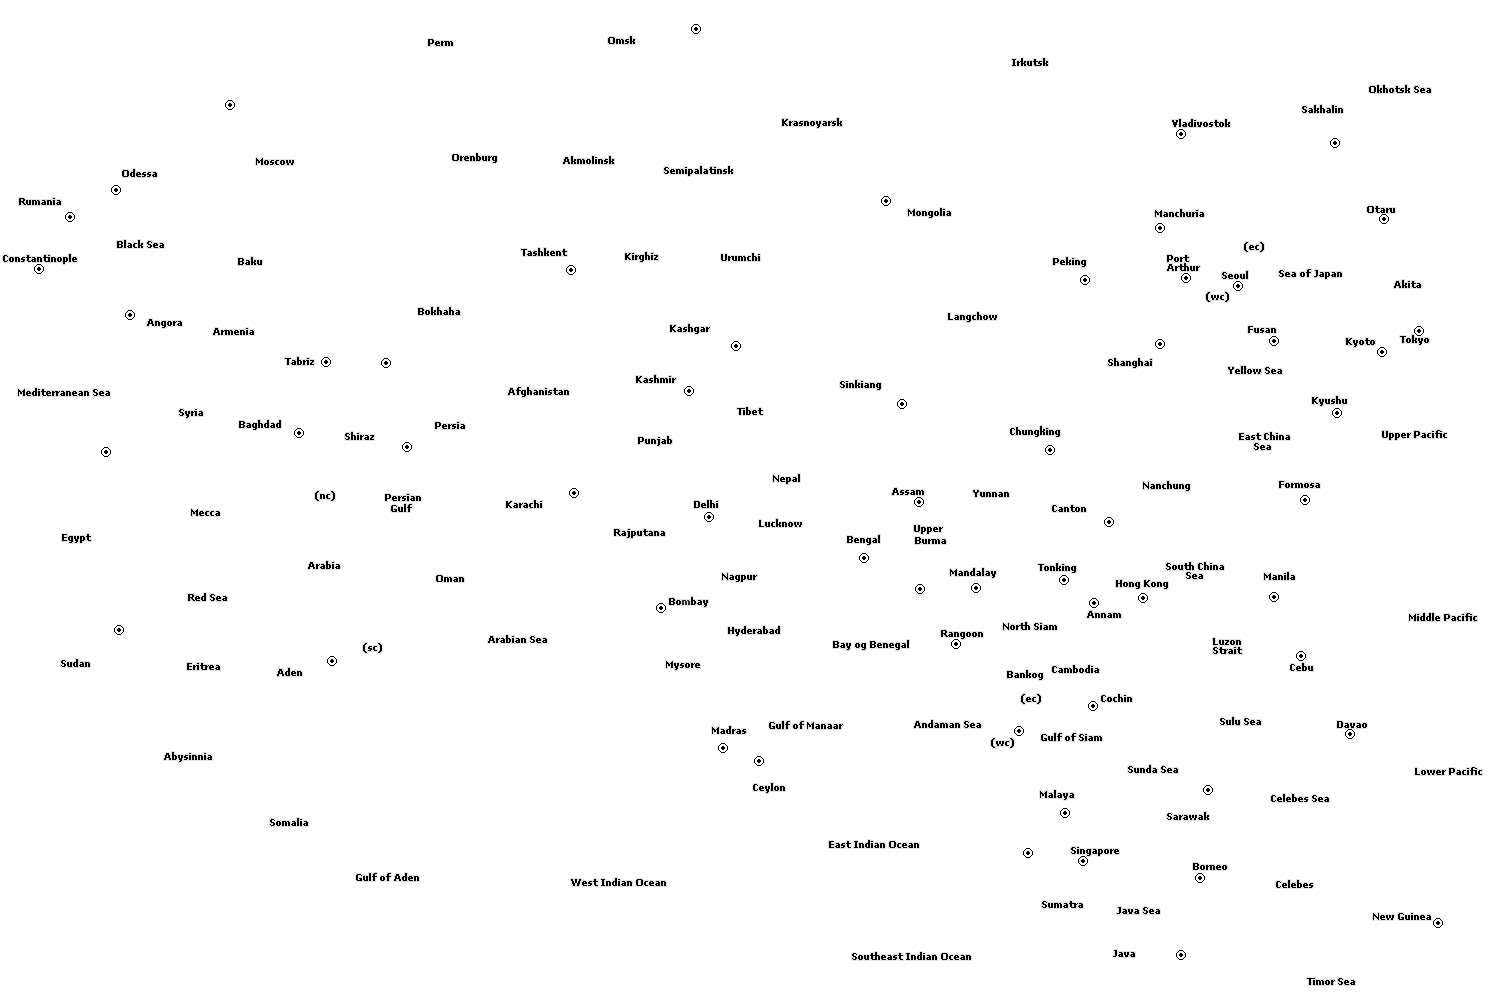 Perm
Omsk
Irkutsk
Okhotsk Sea
Sakhalin
Krasnoyarsk
Vladivostok
Moscow
Orenburg
Akmolinsk
Semipalatinsk
Odessa
Rumania
Mongolia
Manchuria
Otaru
Black Sea
(ec)
Constantinople
Baku
Tashkent
Kirghiz
Urumchi
Peking
Port
Arthur
Seoul
Sea of Japan
Akita
(wc)
Bokhaha
Langchow
Angora
Armenia
Kashgar
Fusan
Kyoto
Tokyo
Tabriz
Shanghai
Yellow Sea
Kashmir
Sinkiang
Mediterranean Sea
Afghanistan
Kyushu
Syria
Tibet
Baghdad
Shiraz
Persia
Punjab
Chungking
East China
Sea
Upper Pacific
Nepal
Nanchung
Formosa
(nc)
Persian
Gulf
Karachi
Delhi
Assam
Yunnan
Canton
Mecca
Rajputana
Lucknow
Upper
Burma
Egypt
Bengal
Arabia
Oman
Nagpur
Mandalay
Tonking
South China
Sea
Manila
Hong Kong
Red Sea
Bombay
Annam
Middle Pacific
Arabian Sea
Hyderabad
Bay og Benegal
Rangoon
North Siam
Luzon
Strait
(sc)
Sudan
Eritrea
Aden
Mysore
Bankog
Cambodia
Cebu
(ec)
Cochin
Madras
Gulf of Manaar
Andaman Sea
(wc)
Gulf of Siam
Sulu Sea
Davao
Abysinnia
Sunda Sea
Lower Pacific
Ceylon
Malaya
Celebes Sea
Somalia
Sarawak
East Indian Ocean
Singapore
Gulf of Aden
West Indian Ocean
Borneo
Celebes
Sumatra
Java Sea
New Guinea
Southeast Indian Ocean
Java
Timor Sea